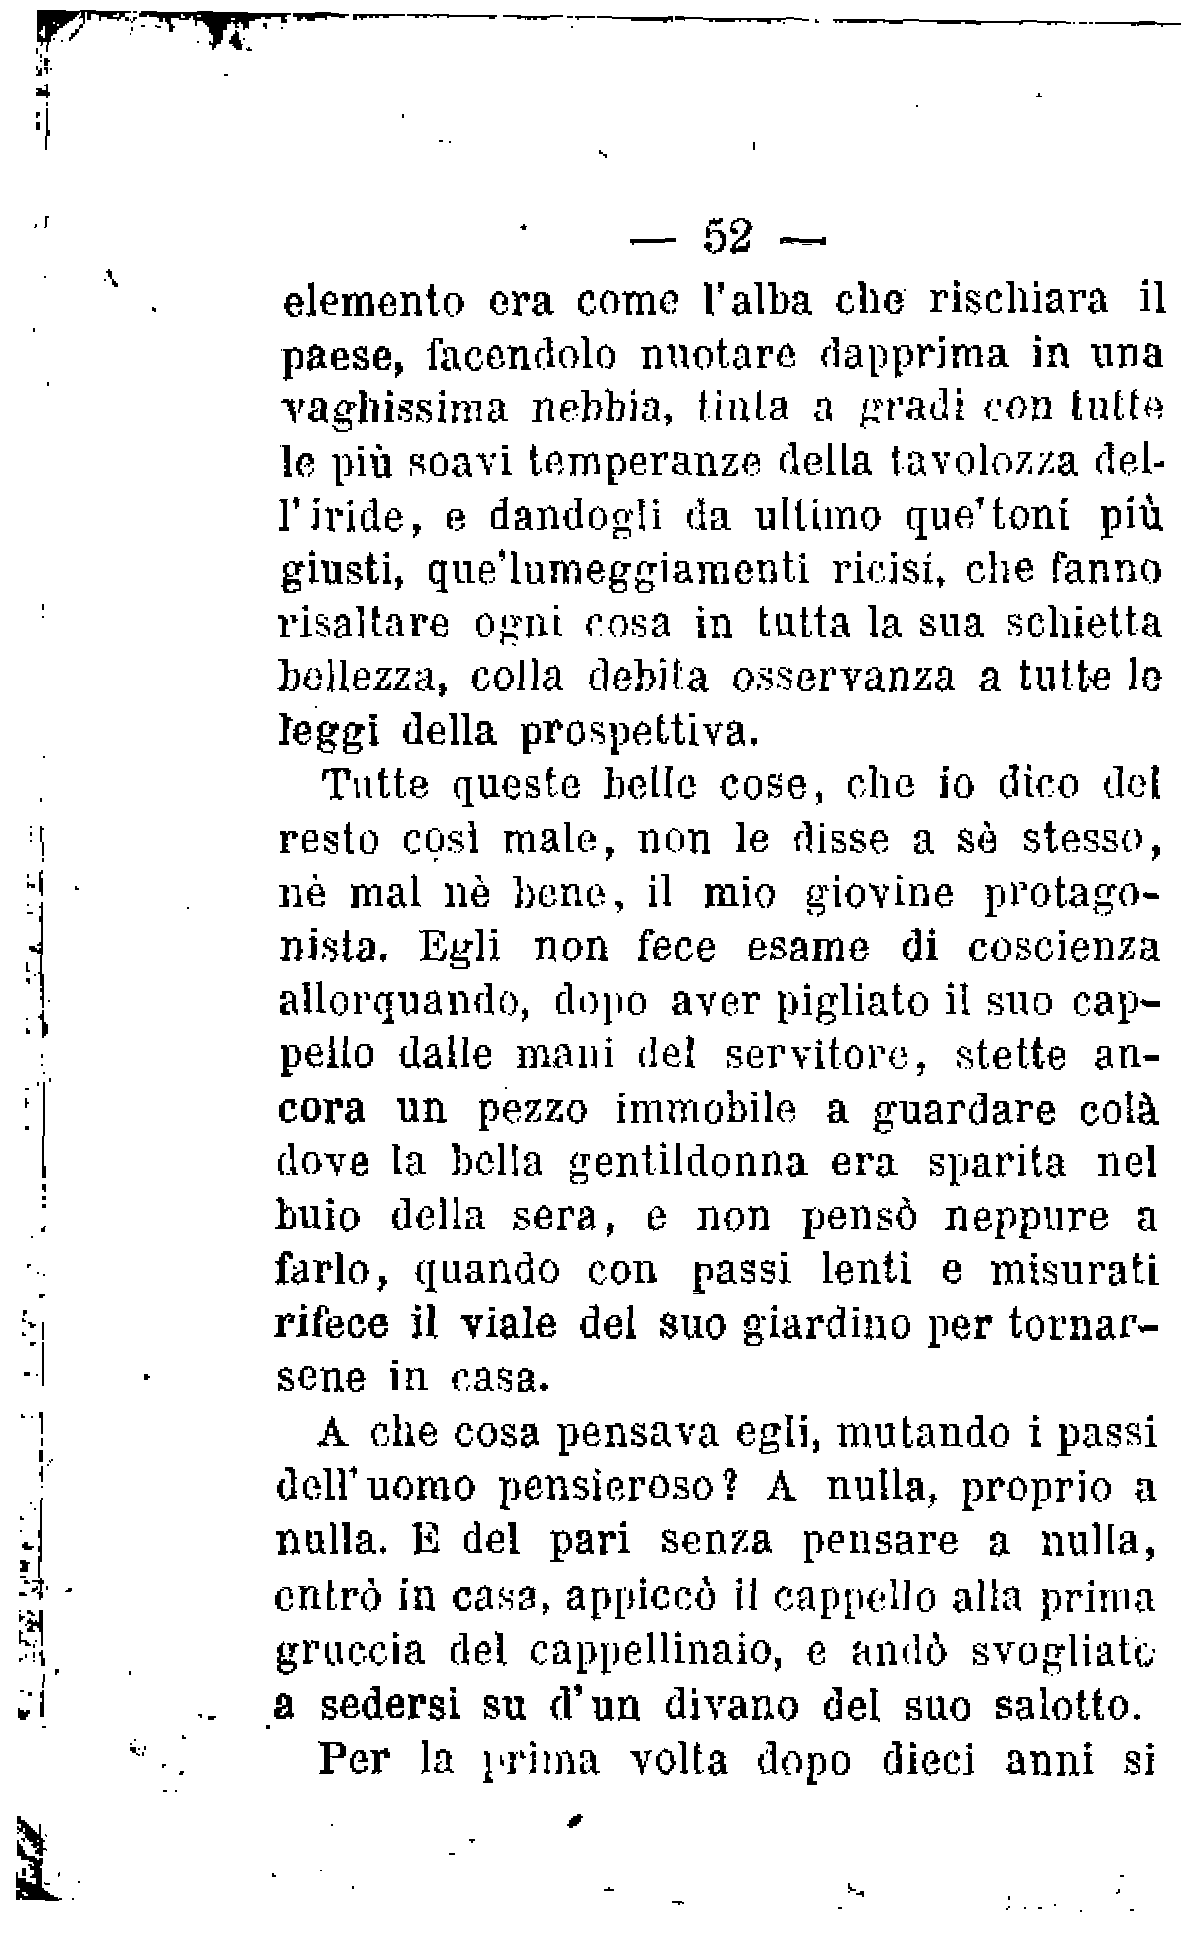 — 52 —
elemento era come l'alba che rischiara il
paese, facendolo nuotare dapprima in una
vaghissima nebbia, tinta a gradi con tutte
le più soavi temperanze della tavolozza del-
l'iride, e dandogli da ultimo que'toni più
giusti, que'lumeggiamenti ricisi, che fanno
risaltare ogni cosa in tutta la sua schietta
bellezza, colla debita osservanza a tutte le
leggi della prospettiva.
Tutte queste belle cose, che io dico del
resto così male, non le disse a sè stesso,
nè mal nè bene, il mio giovine protago-
nista. Egli non fece esame di coscienza
allorquando, dopo aver pigliato il suo cap-
pello dalle mani del servitore, stette an-
cora un pezzo immobile a guardare colà
dove la bella gentildonna era sparita nel
buio della sera, e non pensò neppure a
farlo, quando con passi lenti e misurati
rifece il viale del suo giardino per tornar-
sene in casa.
A che cosa pensava egli, mutando i passi
dell'uomo pensieroso? A nulla, proprio a
nulla. E del pari senza pensare a nulla,
entrò in casa, appiccò il cappello alla prima
gruccia del cappellinaio, e andò svogliato
a sedersi su d'un divano del suo salotto.
Per la prima volta dopo dieci anni si